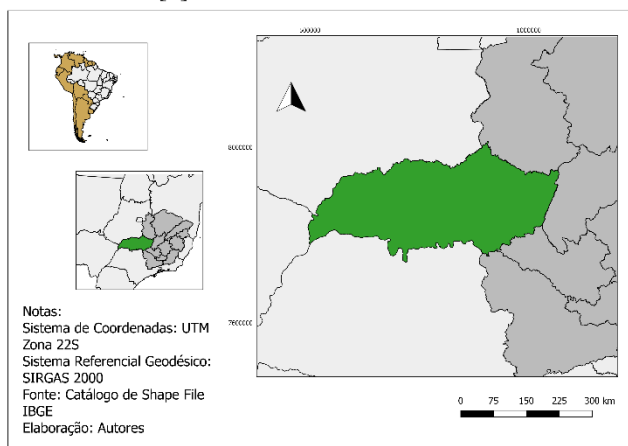 500000 1000000
8000000
7600000
Notas:
Sistema de Coordenadas: UTM
Zona 22S
Sistema Referencial Geodésico:
SIRGAS 2000
Fonte: Catálogo de Shape File
IBGE
Elaboração: Autores
0 75 150 225 300 km